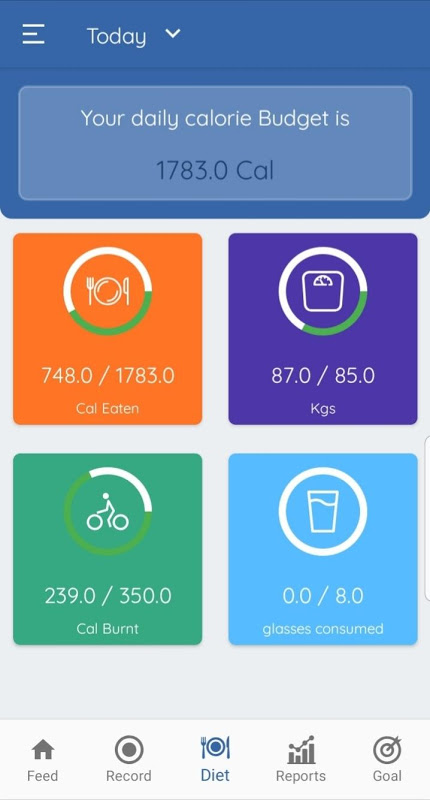 Today
Your daily calorie Budget is
1783.0 Cal
748.0 / 1783.0
Cal Eaten
87.0 / 85.0
Kgs
239.0 / 350.0
Cal Burnt
0.0 / 8.0
glasses consumed
Feed
Record
Diet
Reports
Goal